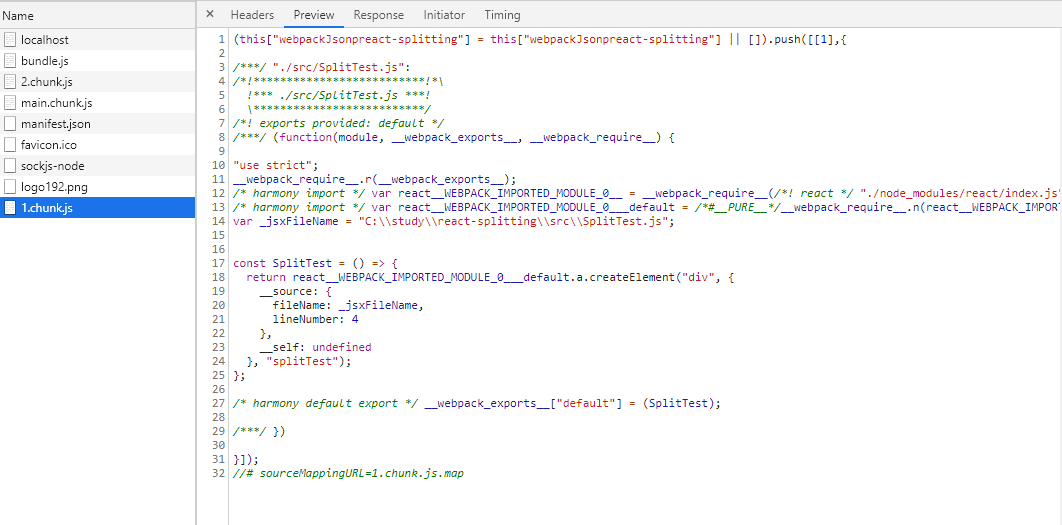 Name
localhost
bundle.js
2.chunk.js
main.chunk.js
manifest.json
favicon.ico
sockjs-node
logo192.png
1.chunk.js
× Headers Preview Response Initiator Timing
1 (this["webpackJsonpreact-splitting"] = this["webpackJsonpreact-splitting"] || []).push([[1],{
2
3 /***/ "./src/SplitTest.js":
4 /*!**************************!*\
5   !*** ./src/SplitTest.js ***!
6   \**************************/
7 /*! exports provided: default */
8 /***/ (function(module, __webpack_exports__, __webpack_require__) {
9
10 "use strict";
11 __webpack_require__.r(__webpack_exports__);
12 /* harmony import */ var react__WEBPACK_IMPORTED_MODULE_0__ = __webpack_require__(/*! react */ "./node_modules/react/index.js"
13 /* harmony import */ var react__WEBPACK_IMPORTED_MODULE_0___default = /*#__PURE__*/__webpack_require__.n(react__WEBPACK_IMPORT
14 var _jsxFileName = "C:\\study\\react-splitting\\src\\SplitTest.js";
15
16
17 const SplitTest = () => {
18   return react__WEBPACK_IMPORTED_MODULE_0___default.a.createElement("div", {
19     __source: {
20       fileName: _jsxFileName,
21       lineNumber: 4
22     },
23     __self: undefined
24   }, "splitTest");
25 };
26
27 /* harmony default export */ __webpack_exports__["default"] = (SplitTest);
28
29 /***/ })
30
31 }]);
32 //# sourceMappingURL=1.chunk.js.map